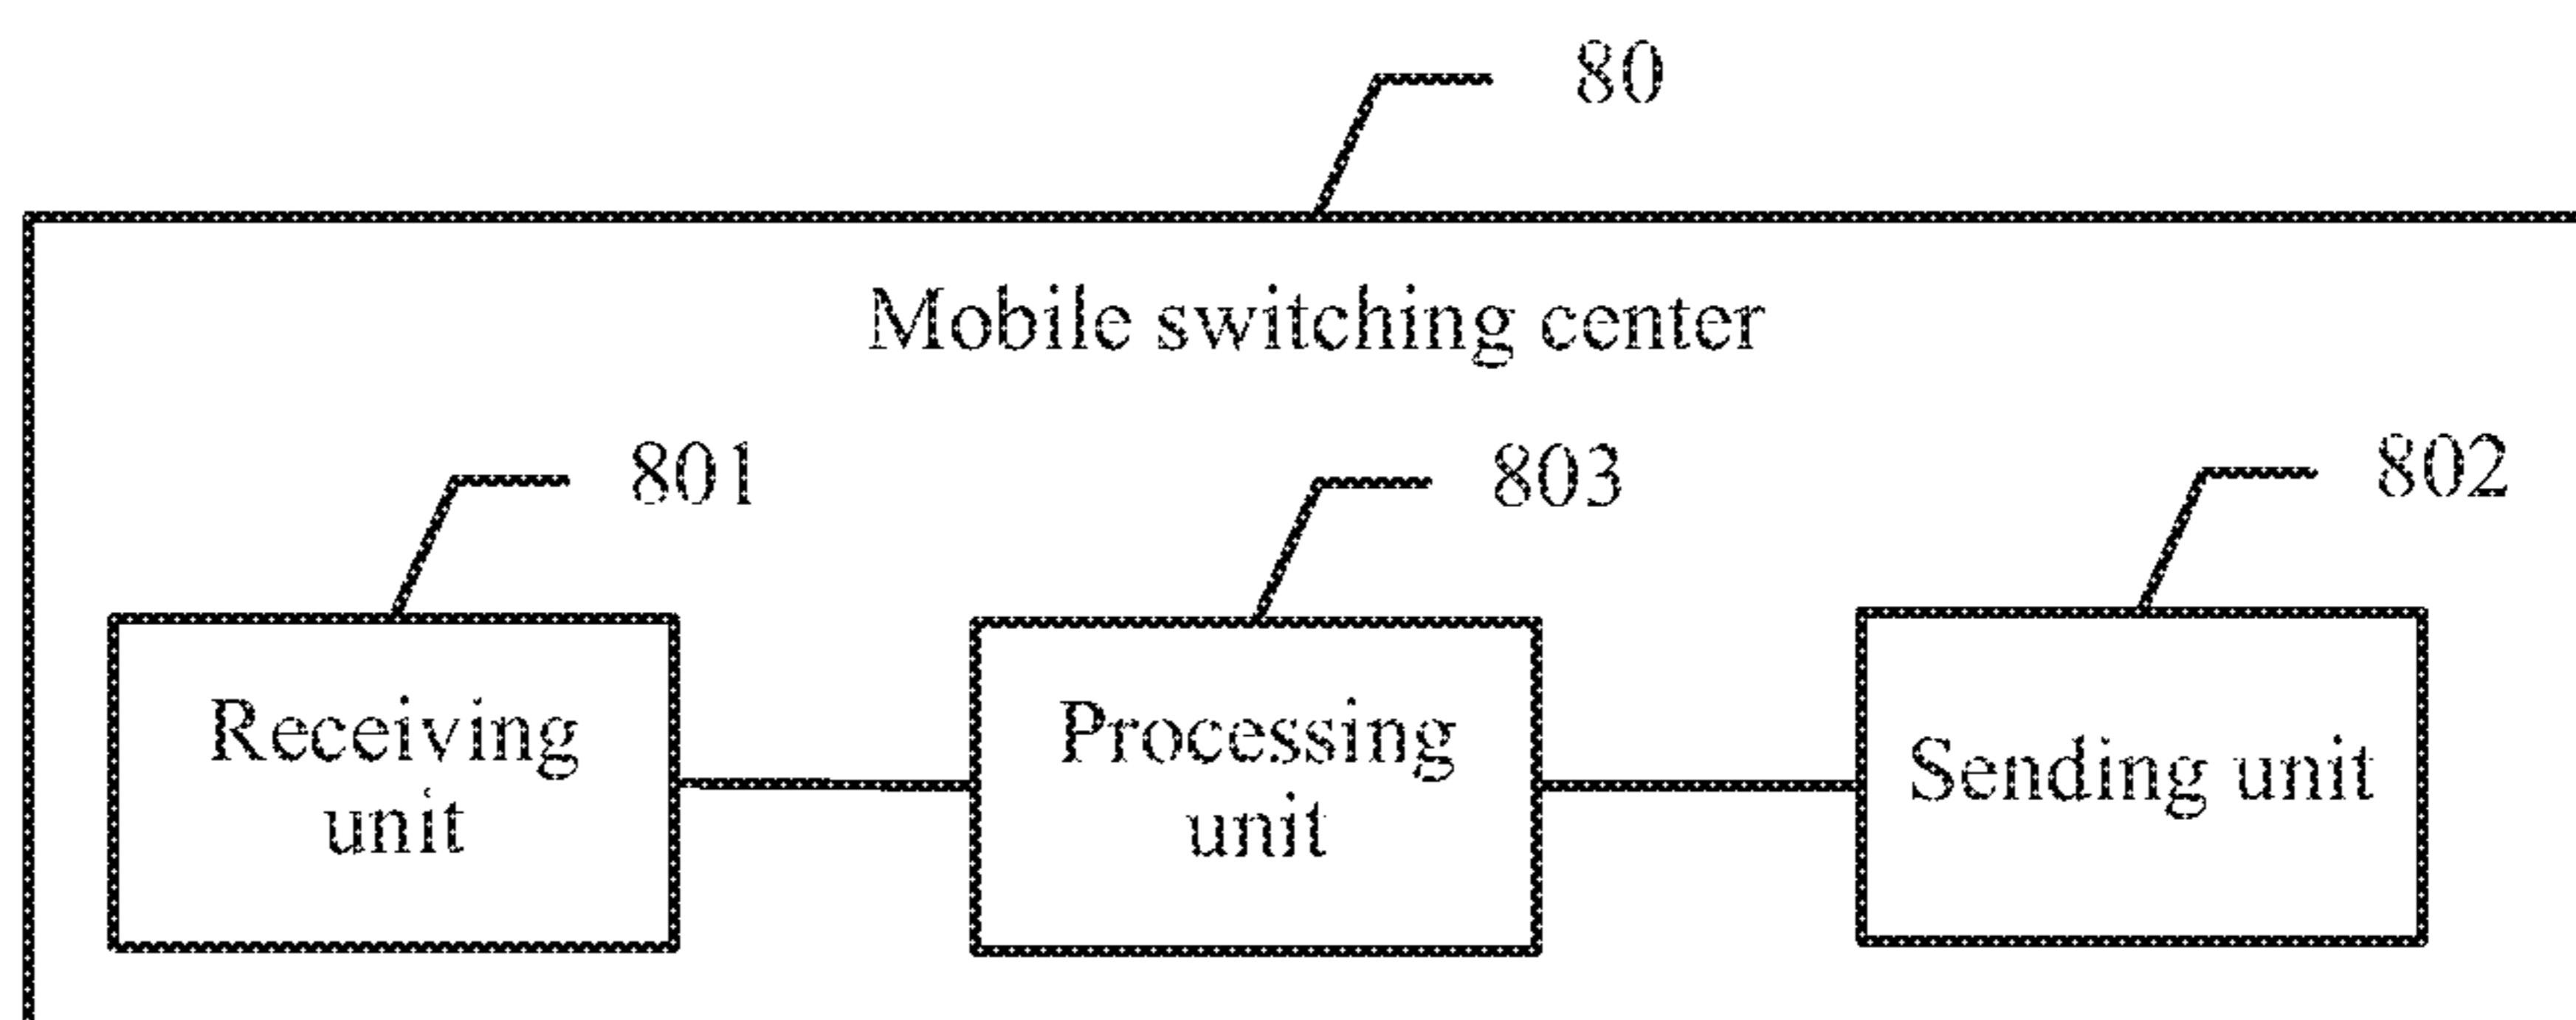 80
Mobile switching center
801
803
802
Receiving
unit
Processing
unit
Sending unit